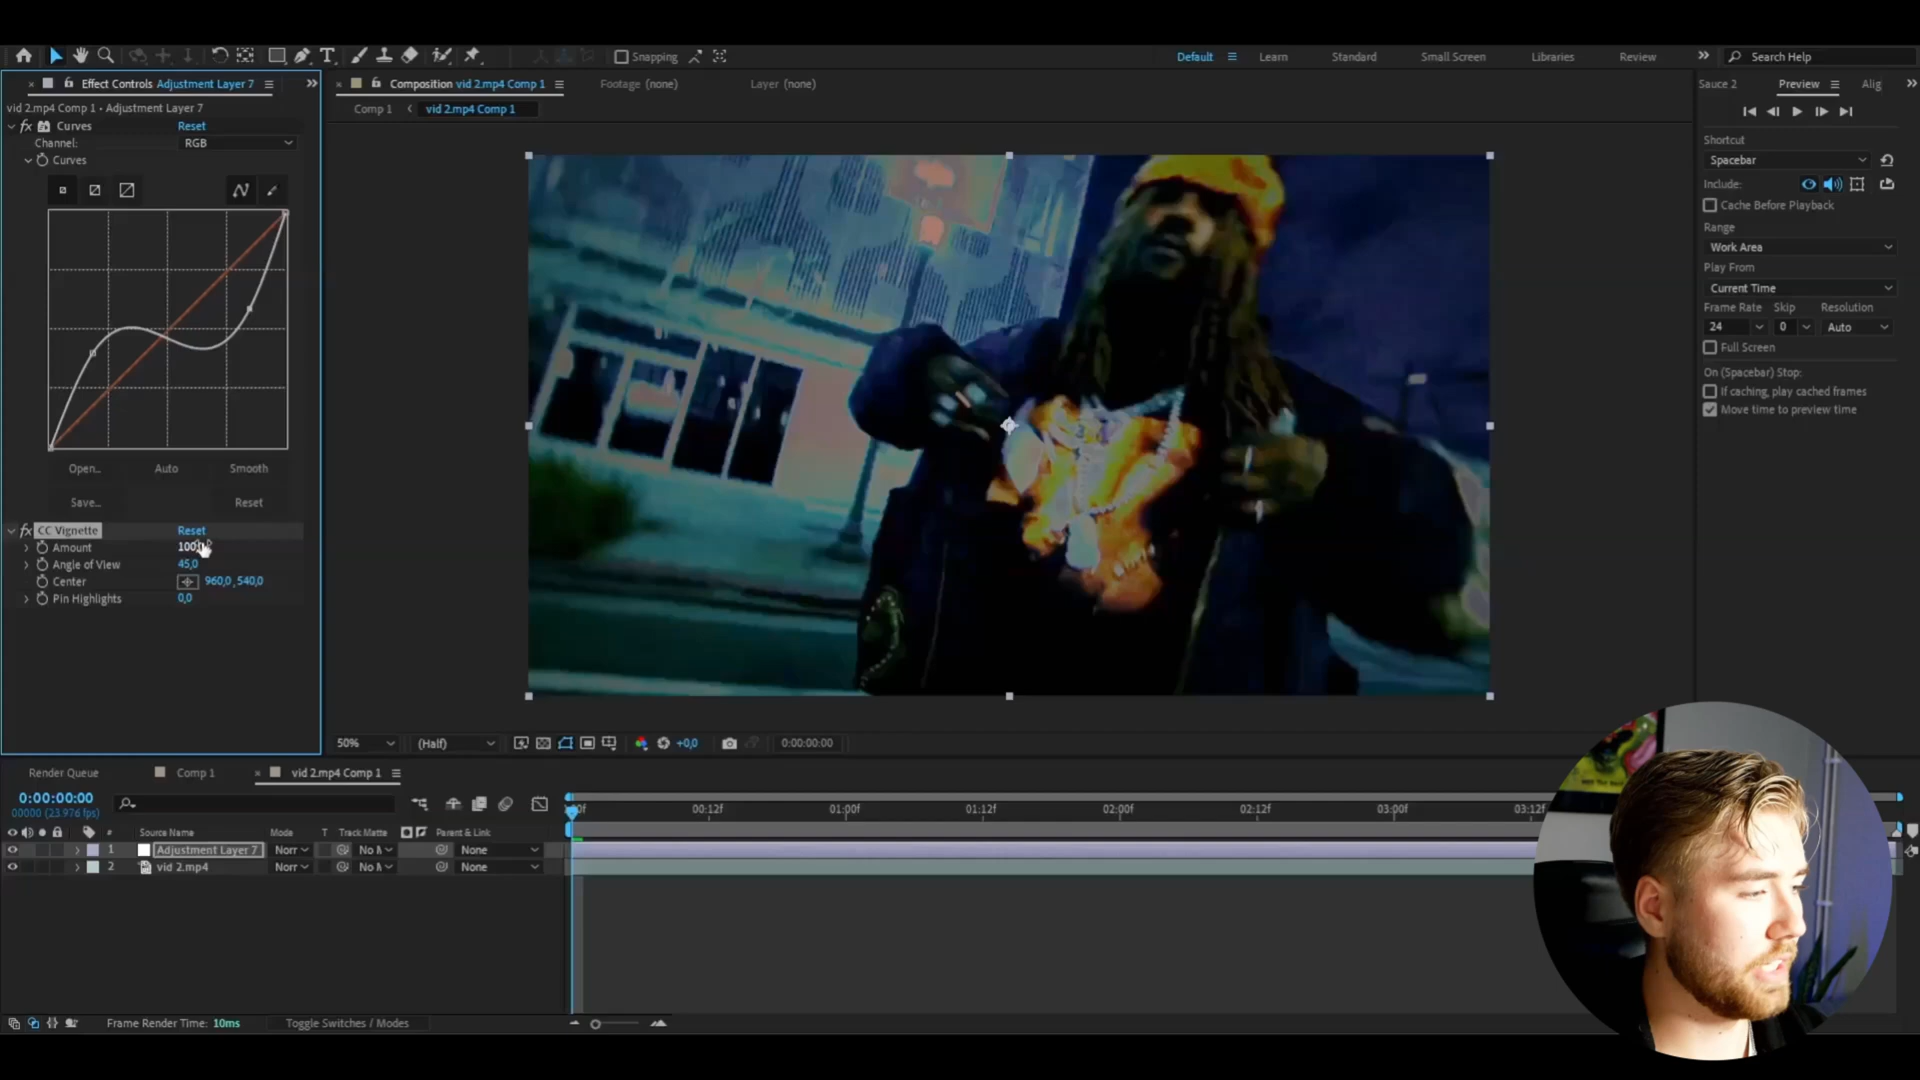 Snapping
Default
Learn
Standard
Small Screen
Libraries
Review
Search Help
Effect Controls Adjustment Layer 7
Composition vid 2.mp4 Comp 1
Footage (none)
Layer (none)
Sauce 2
Preview
Alig
vid 2.mp4 Comp 1 • Adjustment Layer 7
Comp 1
vid 2.mp4 Comp 1
fx Curves Reset
Channel: RGB
Curves
Open... Auto Smooth
Save... Reset
fx CC Vignette Reset
Amount 100
Angle of View 45,0
Center 960,0, 540,0
Pin Highlights 0,0
Shortcut
Spacebar
Include:
Cache Before Playback
Range
Work Area
Play From
Current Time
Frame Rate Skip Resolution
24 0 Auto
Full Screen
On (Spacebar) Stop:
If caching, play cached frames
Move time to preview time
50% (Half) +0,0 0:00:00:00
Render Queue Comp 1 vid 2.mp4 Comp 1
0:00:00:00
00000 (23.976 fps)
00:12f 01:00f 01:12f 02:00f 02:12f 03:00f 03:12f
# Source Name Mode T Track Matte Parent & Link
1 Adjustment Layer 7 Norr No M None
2 vid 2.mp4 Norr No M None
Frame Render Time: 10ms Toggle Switches / Modes